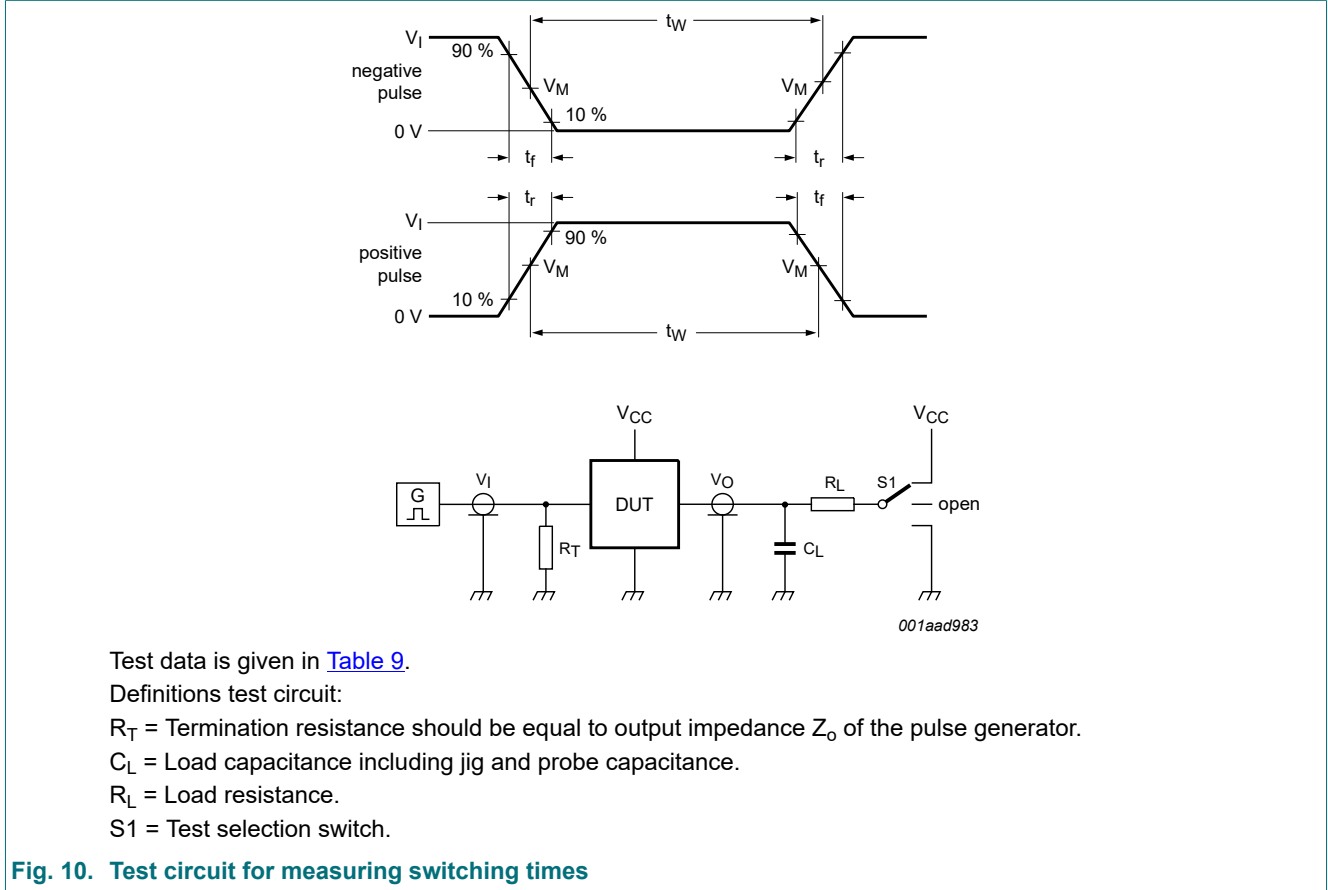 tW
VI
90 %
negative
pulse
VM
VM
10 %
0 V
tf
tr
tr
tf
VI
90 %
positive
pulse
VM
VM
10 %
0 V
tW
VCC
VCC
G
VI
DUT
VO
RL
S1
open
RT
CL
001aad983
Test data is given in Table 9.
Definitions test circuit:
RT = Termination resistance should be equal to output impedance Zo of the pulse generator.
CL = Load capacitance including jig and probe capacitance.
RL = Load resistance.
S1 = Test selection switch.
Fig. 10. Test circuit for measuring switching times